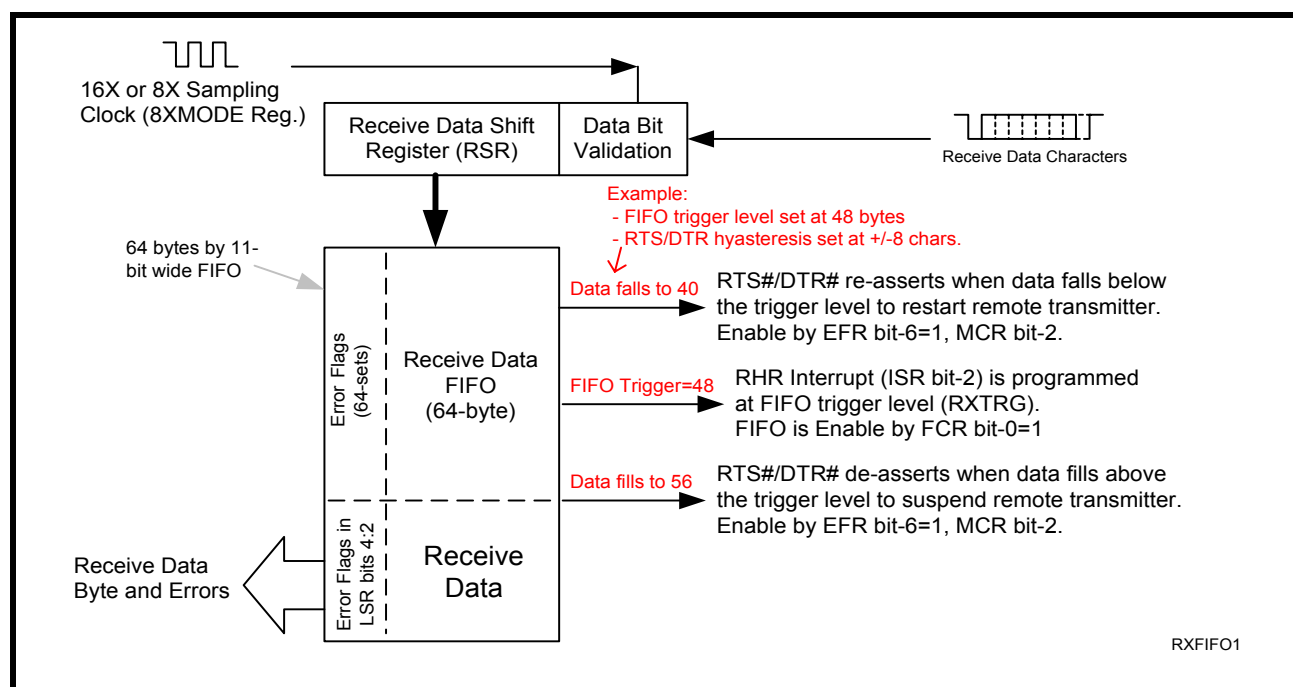 16X or 8X Sampling
Clock (8XMODE Reg.)
Receive Data Shift
Register (RSR)
Data Bit
Validation
Receive Data Characters
Example:
- FIFO trigger level set at 48 bytes
- RTS/DTR hyasteresis set at +/-8 chars.
64 bytes by 11-
bit wide FIFO
Error Flags
(64-sets)
Receive Data
FIFO
(64-byte)
Data falls to 40
RTS#/DTR# re-asserts when data falls below
the trigger level to restart remote transmitter.
Enable by EFR bit-6=1, MCR bit-2.
FIFO Trigger=48
RHR Interrupt (ISR bit-2) is programmed
at FIFO trigger level (RXTRG).
FIFO is Enable by FCR bit-0=1
Data fills to 56
RTS#/DTR# de-asserts when data fills above
the trigger level to suspend remote transmitter.
Enable by EFR bit-6=1, MCR bit-2.
Receive Data
Byte and Errors
Error Flags in
LSR bits 4:2
Receive
Data
RXFIFO1